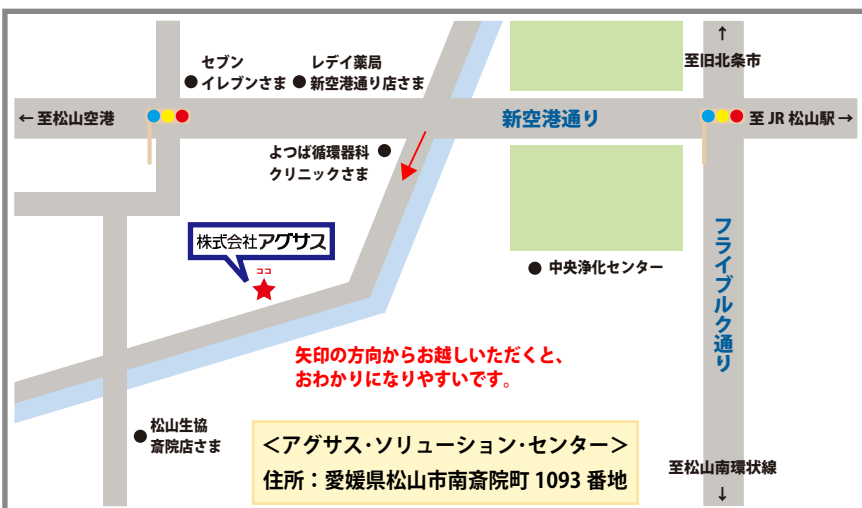 ↑
至旧北条市
セブン
イレブンさま
レデイ薬局
新空港通り店さま
←至松山空港
新空港通り
至 JR 松山駅→
よつば循環器科
クリニックさま
株式会社アグサス
ココ
中央浄化センター
フライブルク通り
矢印の方向からお越しいただくと、
おわかりになりやすいです。
松山生協
斎院店さま
＜アグサス・ソリューション・センター＞
住所：愛媛県松山市南斎院町 1093 番地
至松山南環状線
↓